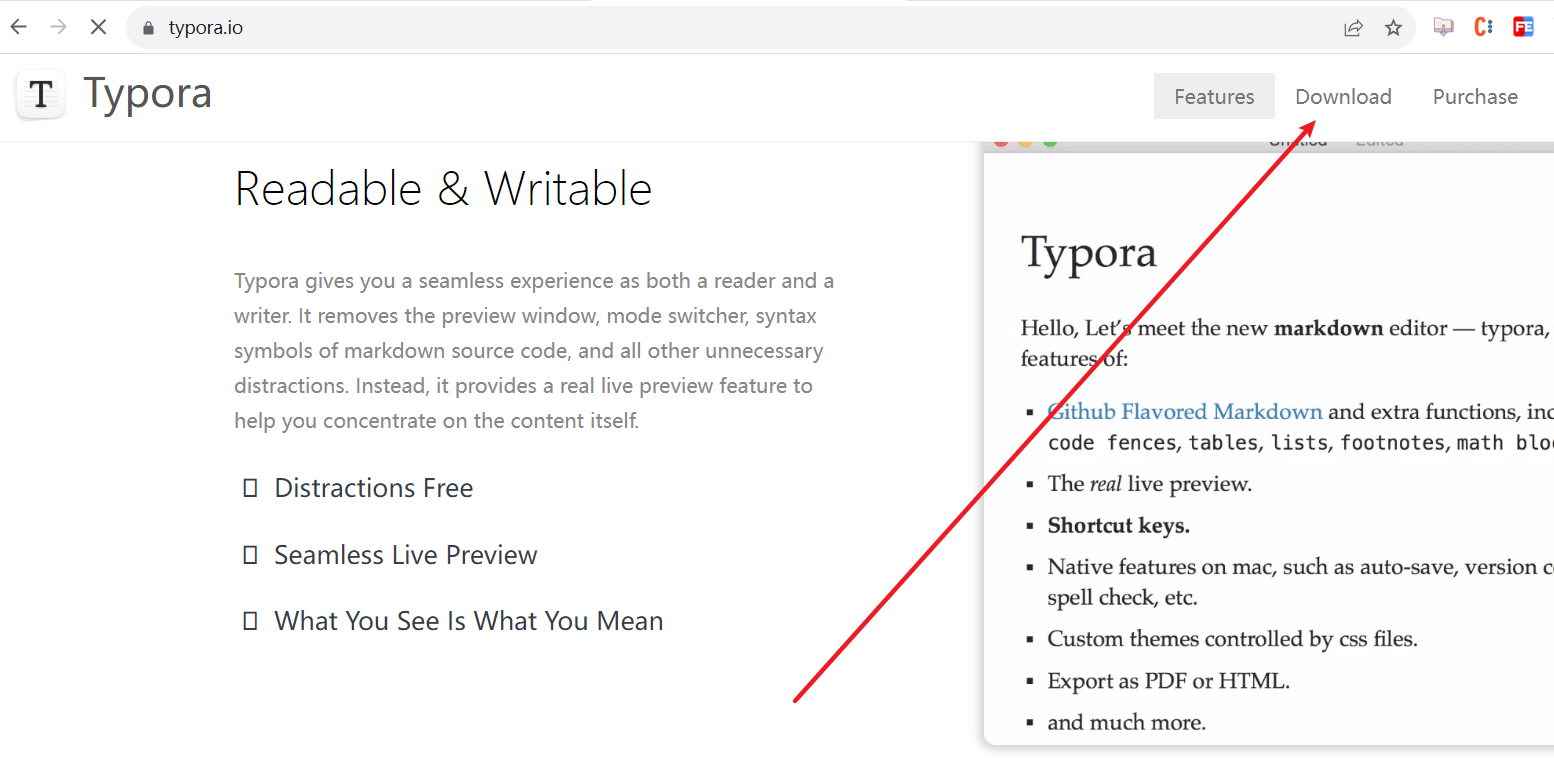 typora.io
T Typora
Features Download Purchase
Readable & Writable
Typora gives you a seamless experience as both a reader and a
writer. It removes the preview window, mode switcher, syntax
symbols of markdown source code, and all other unnecessary
distractions. Instead, it provides a real live preview feature to
help you concentrate on the content itself.
Distractions Free
Seamless Live Preview
What You See Is What You Mean
Untitled Edited
Typora
Hello, Let's meet the new markdown editor — typora,
features of:
Github Flavored Markdown and extra functions,
code fences, tables, lists, footnotes, math
The real live preview.
Shortcut keys.
Native features on mac, such as auto-save, version
spell check, etc.
Custom themes controlled by css files.
Export as PDF or HTML.
and much more.